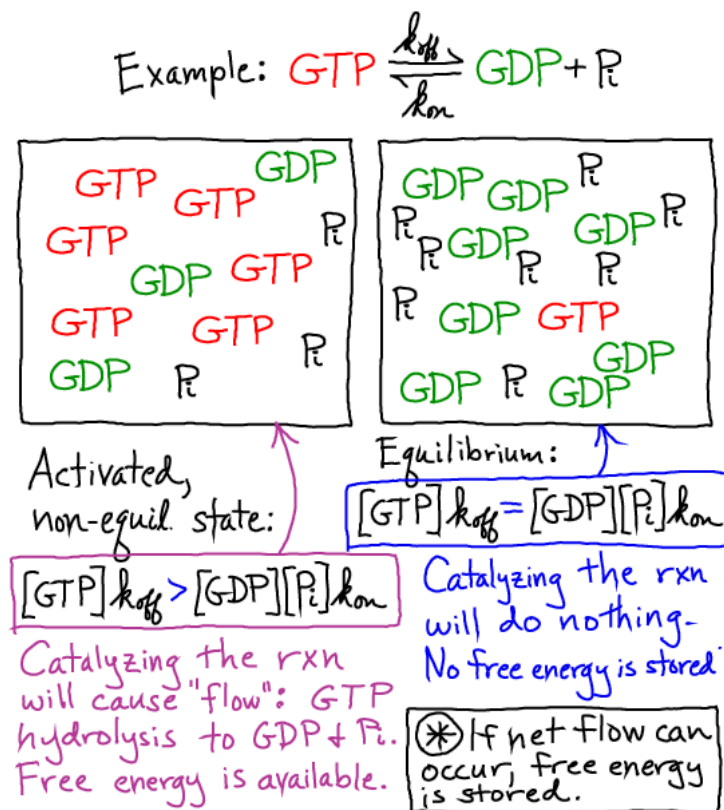 Example: GTP ⇌ GDP + Pi
koff
kon
GTP GDP
GTP
GTP Pi
GDP GTP
GTP GTP
GDP Pi Pi
GDP GDP Pi
Pi GDP Pi
Pi GDP Pi Pi
Pi GDP GTP
GDP
GDP Pi GDP
Activated,
non-equil. state:
[GTP]koff > [GDP][Pi]kon
Catalyzing the rxn
will cause "flow": GTP
hydrolysis to GDP & Pi.
Free energy is available.
Equilibrium:
[GTP]koff = [GDP][Pi]kon
Catalyzing the rxn
will do nothing-
No free energy is stored
* If net flow can
occur, free energy
is stored.